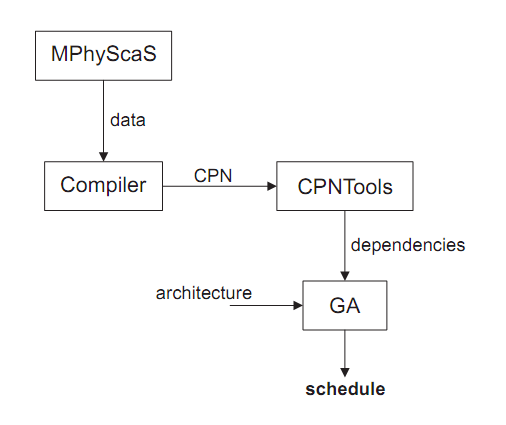 MPhyScaS
data
Compiler
CPN
CPNTools
dependencies
architecture
GA
schedule